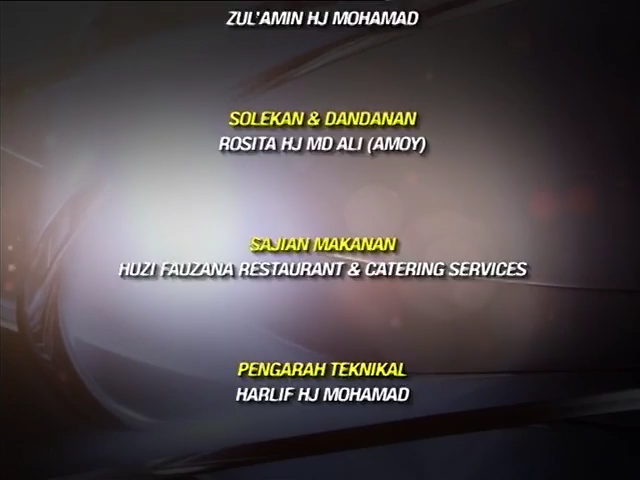 ZUL'AMIN HJ MOHAMAD
SOLEKAN & DANDANAN
ROSITA HJ MD ALI (AMOY)
SAJIAN MAKANAN
HUZI FAUZANA RESTAURANT & CATERING SERVICES
PENGARAH TEKNIKAL
HARLIF HJ MOHAMAD